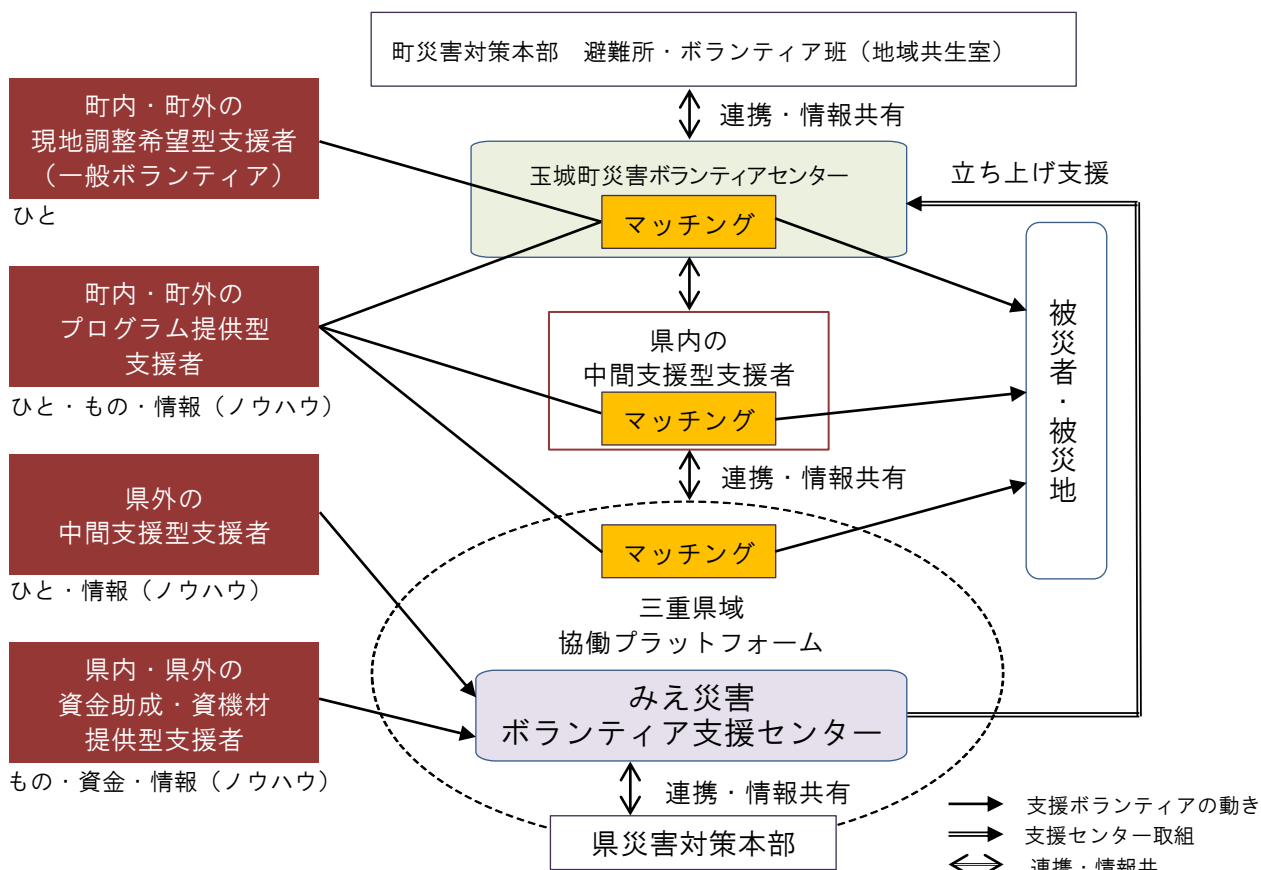 町災害対策本部　避難所・ボランティア班（地域共生室）
連携・情報共有
町内・町外の
現地調整希望型支援者
（一般ボランティア）
ひと
玉城町災害ボランティアセンター
マッチング
立ち上げ支援
町内・町外の
プログラム提供型
支援者
ひと・もの・情報（ノウハウ）
県内の
中間支援型支援者
マッチング
被災者・被災地
連携・情報共有
県外の
中間支援型支援者
ひと・情報（ノウハウ）
マッチング
三重県域
協働プラットフォーム
県内・県外の
資金助成・資機材
提供型支援者
もの・資金・情報（ノウハウ）
みえ災害
ボランティア支援センター
連携・情報共有
県災害対策本部
支援ボランティアの動き
支援センター取組
連携・情報共